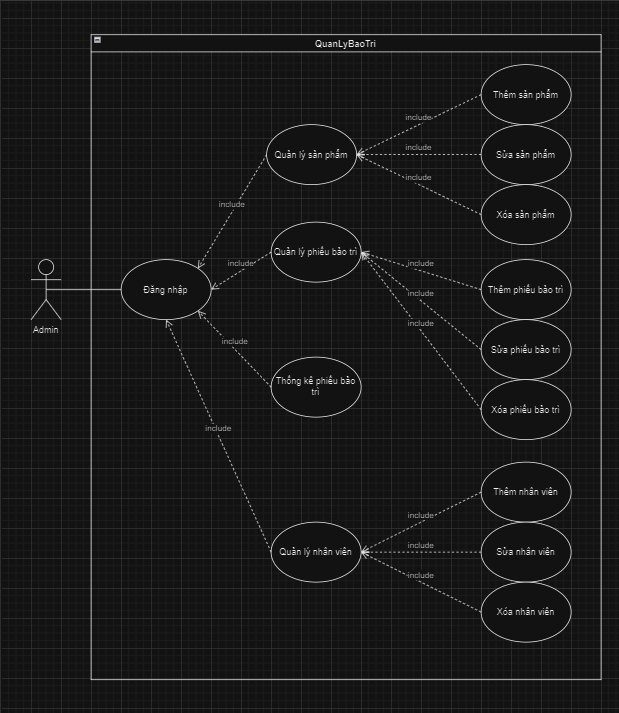 QuanLyBaoTri
Thêm sản phẩm
include
Quản lý sản phẩm
include
Sửa sản phẩm
include
Xóa sản phẩm
include
Quản lý phiếu bảo trì
include
include
Thêm phiếu bảo trì
Đăng nhập
include
Admin
include
Sửa phiếu bảo trì
include
Thống kê phiếu bảo
trì
Xóa phiếu bảo trì
include
Thêm nhân viên
include
Quản lý nhân viên
include
Sửa nhân viên
include
Xóa nhân viên